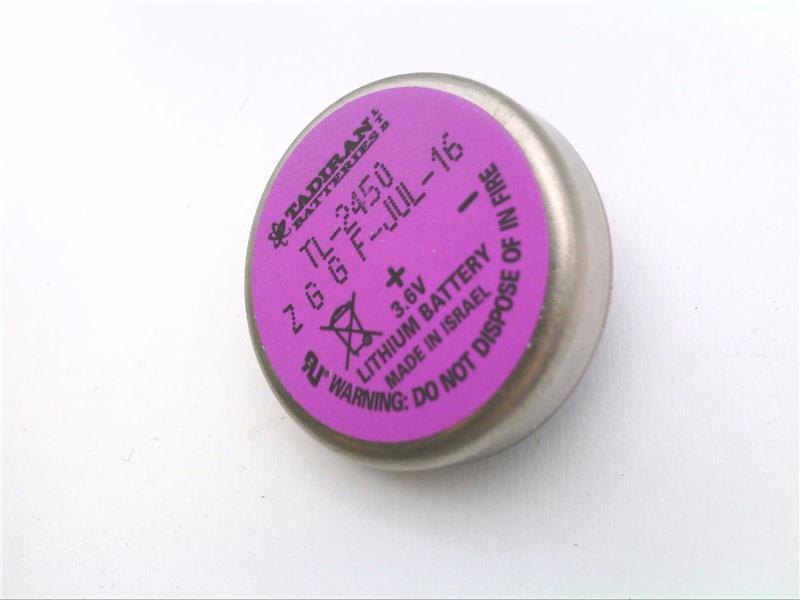 TADIRAN
BATTERIES LTD
TL-2450
Z G G F-JUL-16
+ -
3.6V
LITHIUM BATTERY
MADE IN ISRAEL
WARNING: DO NOT DISPOSE OF IN FIRE